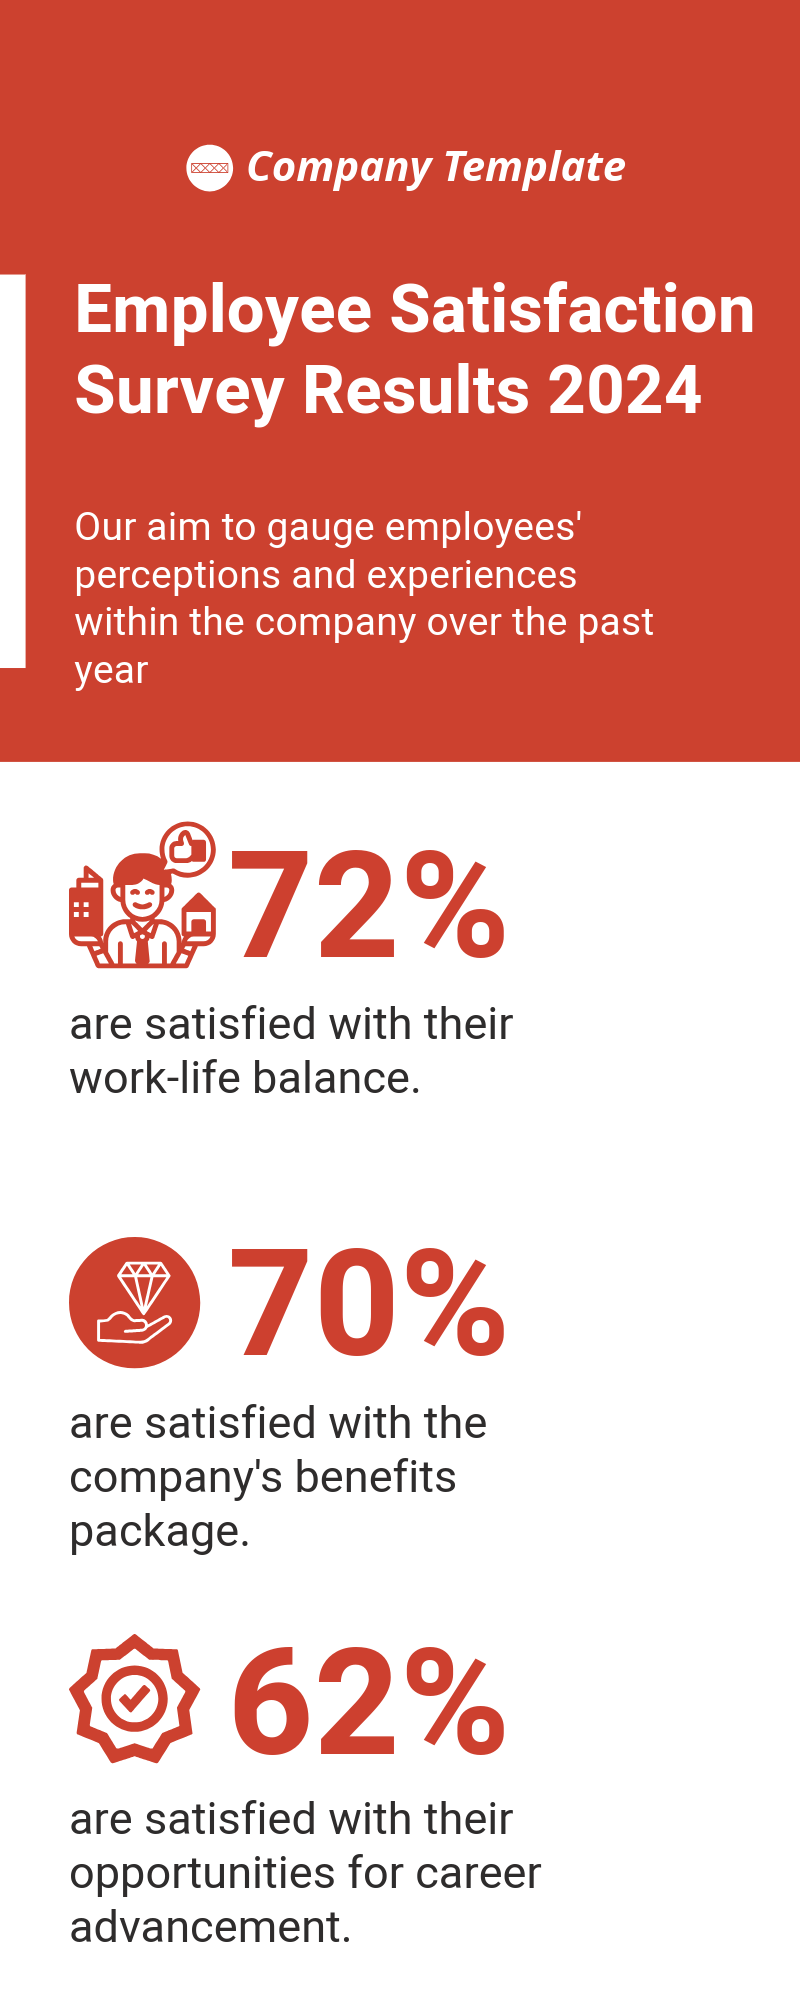 Company Template
Employee Satisfaction
Survey Results 2024
Our aim to gauge employees'
perceptions and experiences
within the company over the past
year
72%
are satisfied with their
work-life balance.
70%
are satisfied with the
company's benefits
package.
62%
are satisfied with their
opportunities for career
advancement.